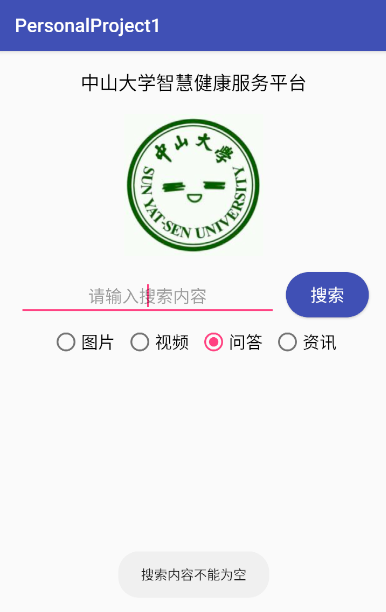 PersonalProject1
中山大学智慧健康服务平台
中山大學
SUN YAT-SEN UNIVERSITY
请输入搜索内容
搜索
图片 视频 问答 资讯
搜索内容不能为空